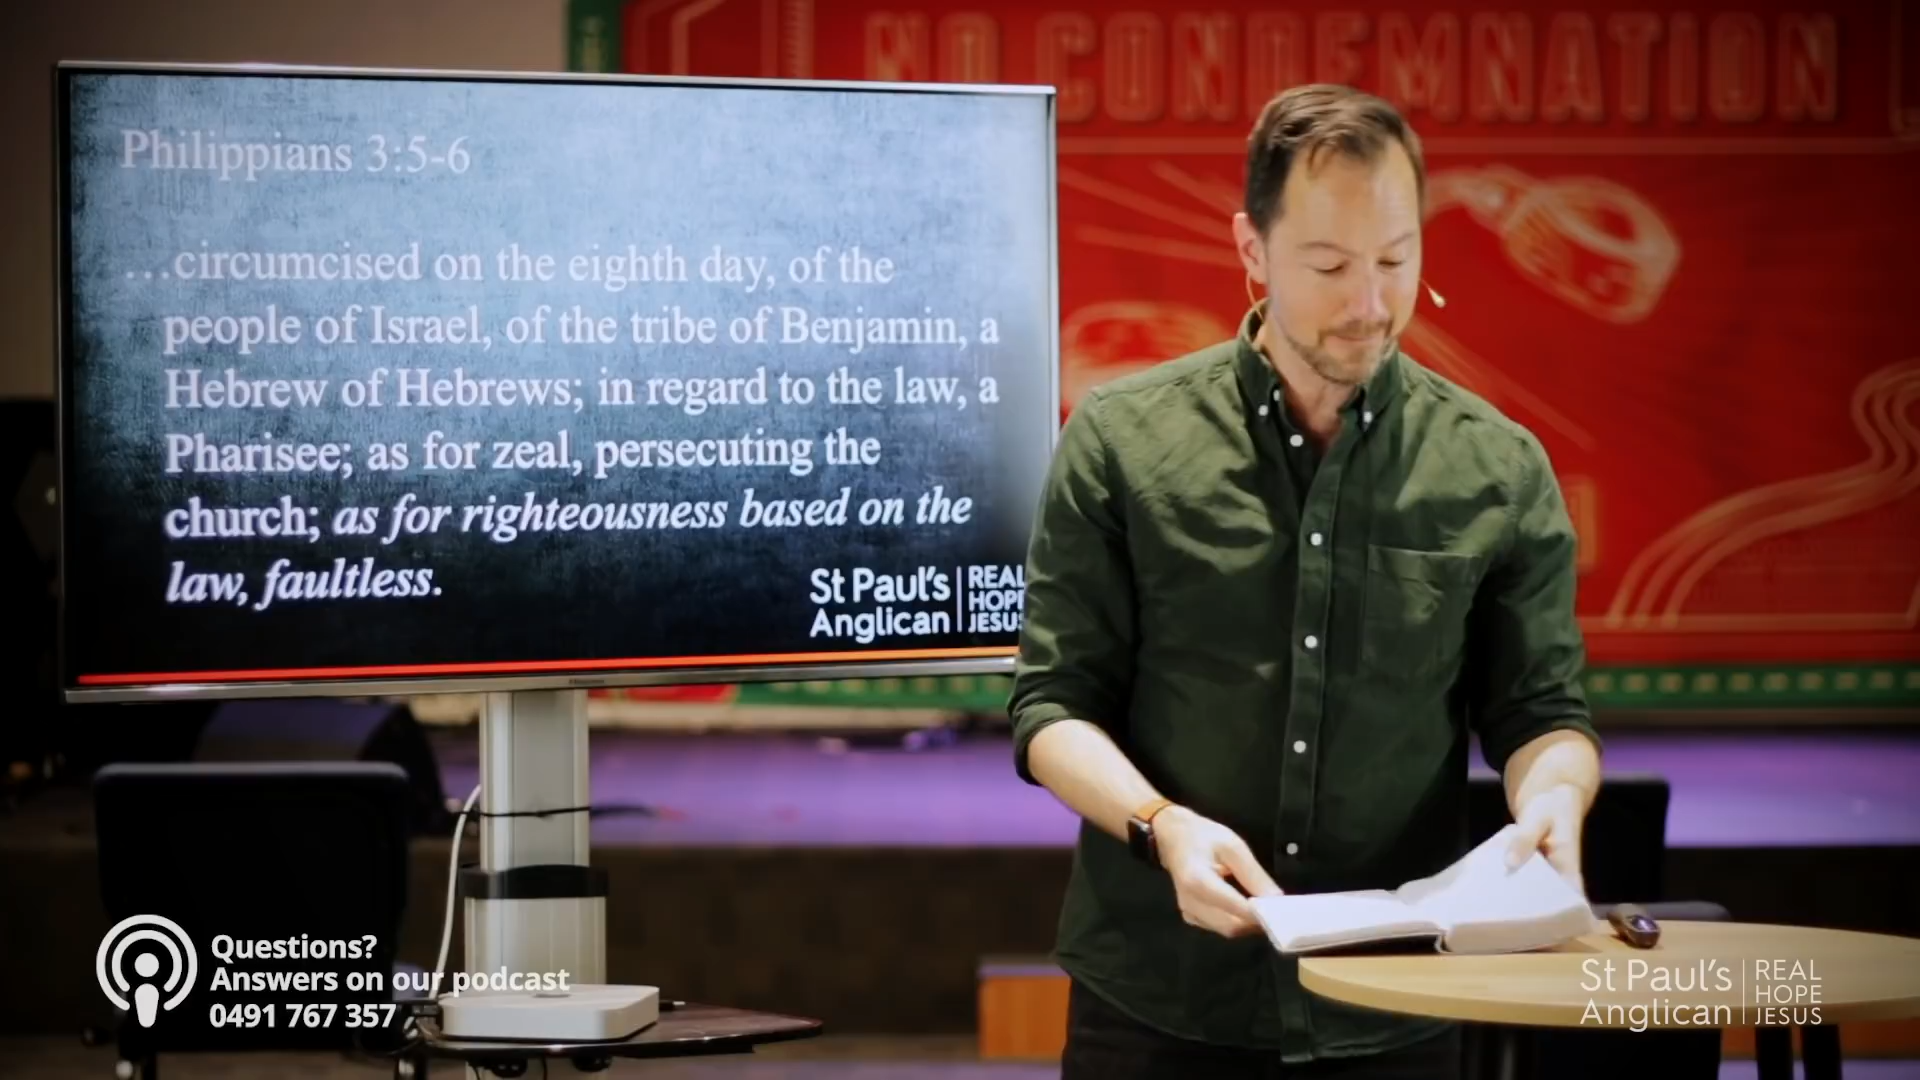 NO CONDEMNATION
Philippians 3:5-6
...circumcised on the eighth day, of the
people of Israel, of the tribe of Benjamin, a
Hebrew of Hebrews; in regard to the law, a
Pharisee; as for zeal, persecuting the
church; as for righteousness based on the
law, faultless.
St Paul's
Anglican
REAL
HOPE
JESUS
Questions?
Answers on our podcast
0491 767 357
St Paul's
Anglican
REAL
HOPE
JESUS